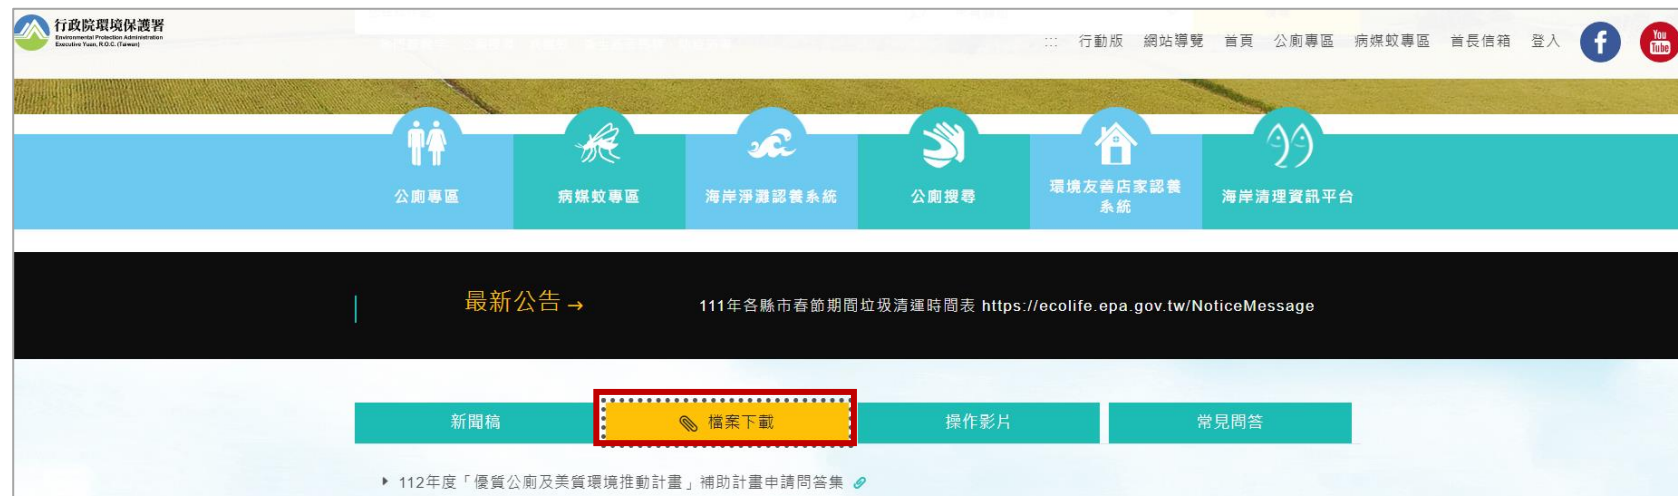 行政院環境保護署
Environmental Protection Administration
Executive Yuan, R.O.C. (Taiwan)
::: 行動版 網站導覽 首頁 公廁專區 病媒蚊專區 首長信箱 登入
You
Tube
公廁專區
病媒蚊專區
海岸淨灘認養系統
公廁搜尋
環境友善店家認養
系統
海岸清理資訊平台
最新公告→
111年各縣市春節期間垃圾清運時間表 https://ecolife.epa.gov.tw/NoticeMessage
新聞稿
檔案下載
操作影片
常見問答
112年度「優質公廁及美質環境推動計畫」補助計畫申請問答集